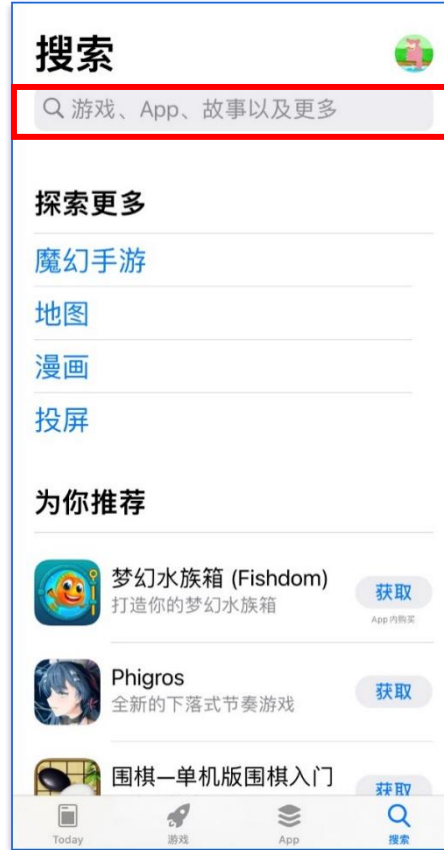 搜索
游戏、App、故事以及更多
探索更多
魔幻手游
地图
漫画
投屏
为你推荐
梦幻水族箱 (Fishdom)
打造你的梦幻水族箱
获取
App 内购买
Phigros
全新的下落式节奏游戏
获取
围棋—单机版围棋入门
获取
Today
游戏
App
搜索